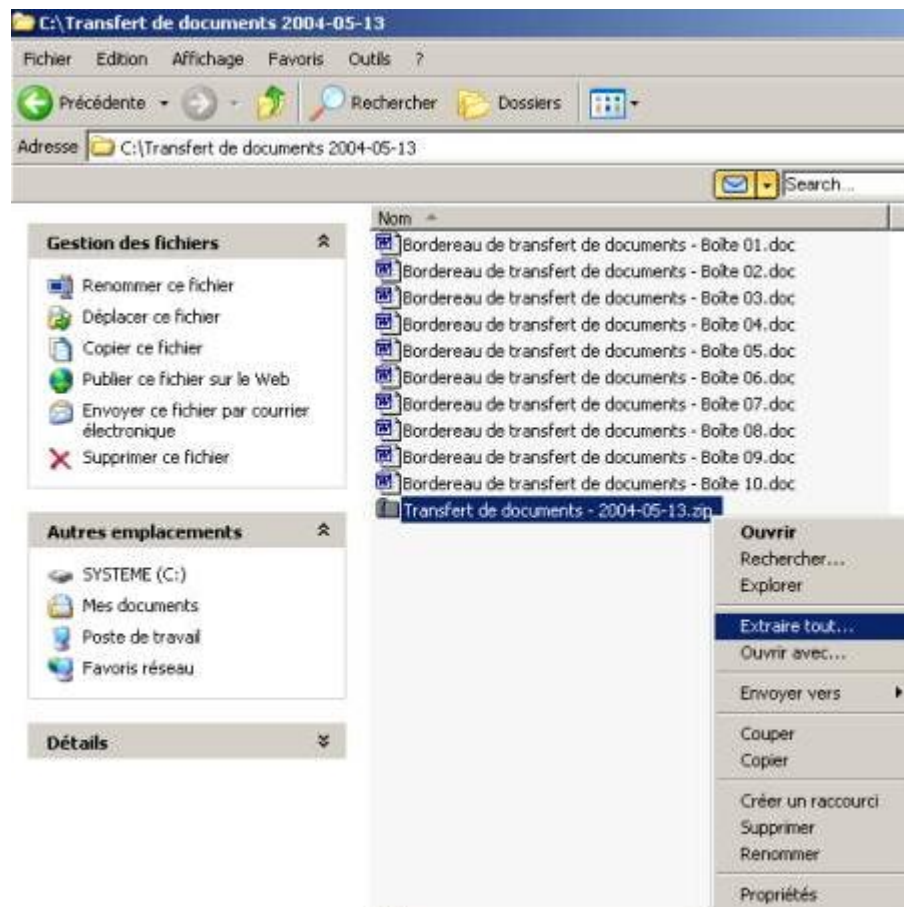 C:\Transfert de documents 2004-05-13
Fichier Edition Affichage Favoris Outils ?
Précédente Rechercher Dossiers
Adresse C:\Transfert de documents 2004-05-13
Search...
Nom
Gestion des fichiers
Renommer ce fichier
Déplacer ce fichier
Copier ce fichier
Publier ce fichier sur le Web
Envoyer ce fichier par courrier
électronique
Supprimer ce fichier
Autres emplacements
SYSTEME (C:)
Mes documents
Poste de travail
Favoris réseau
Détails
Bordereau de transfert de documents - Boîte 01.doc
Bordereau de transfert de documents - Boîte 02.doc
Bordereau de transfert de documents - Boîte 03.doc
Bordereau de transfert de documents - Boîte 04.doc
Bordereau de transfert de documents - Boîte 05.doc
Bordereau de transfert de documents - Boîte 06.doc
Bordereau de transfert de documents - Boîte 07.doc
Bordereau de transfert de documents - Boîte 08.doc
Bordereau de transfert de documents - Boîte 09.doc
Bordereau de transfert de documents - Boîte 10.doc
Transfert de documents - 2004-05-13.zip
Ouvrir
Rechercher...
Explorer
Extraire tout...
Ouvrir avec...
Envoyer vers
Couper
Copier
Créer un raccourci
Supprimer
Renommer
Propriétés